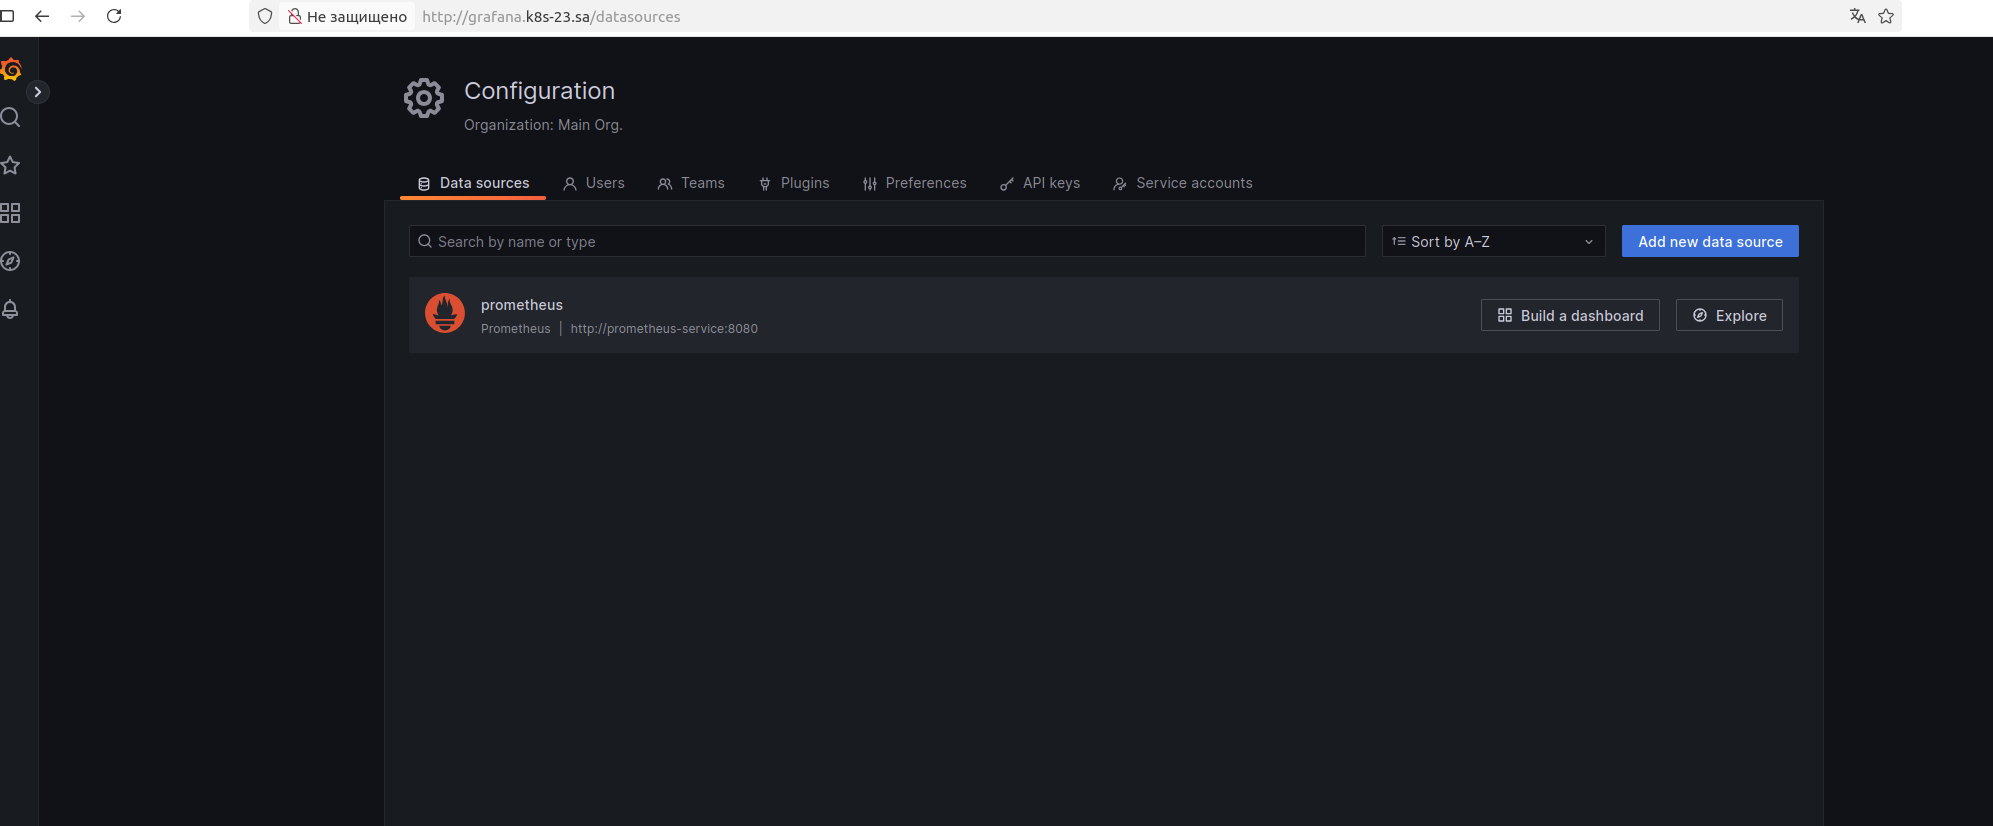 Не защищено http://grafana.k8s-23.sa/datasources
Configuration
Organization: Main Org.
Data sources Users Teams Plugins Preferences API keys Service accounts
Search by name or type Sort by A–Z Add new data source
prometheus
Prometheus | http://prometheus-service:8080
Build a dashboard Explore